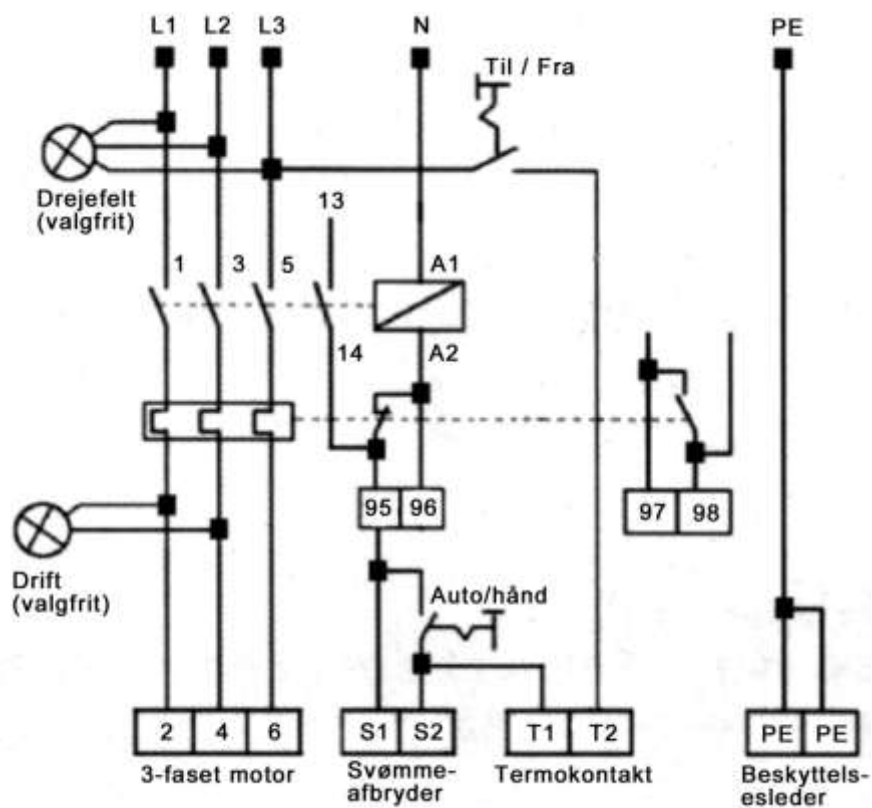 L1 L2 L3 N PE
Til / Fra
Drejefelt
(valgfrit)
13
1 3 5 A1
14 A2
95 96 97 98
Drift
(valgfrit)
Auto/hånd
2 4 6 S1 S2 T1 T2 PE PE
3-faset motor
Svømme-
afbryder
Termokontakt
Beskyttels-
esleder